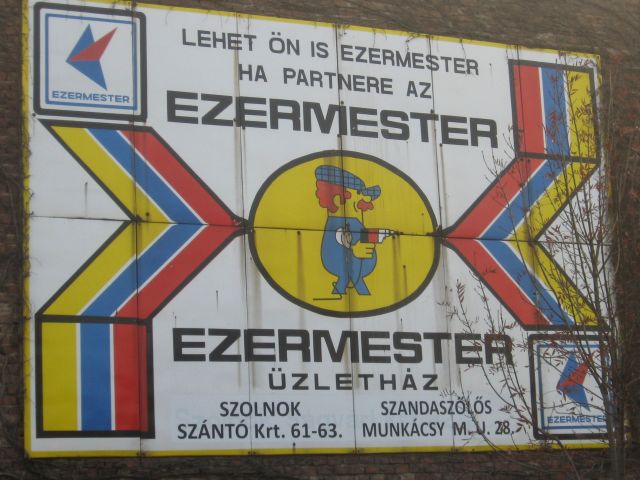 EZERMESTER
LEHET ÖN IS EZERMESTER
HA PARTNERE AZ
EZERMESTER
EZERMESTER
ÜZLETHÁZ
SZOLNOK
SZÁNTÓ Krt. 61-63.
SZANDASZŐLŐS
MUNKÁCSY M. U. 28.
EZERMESTER